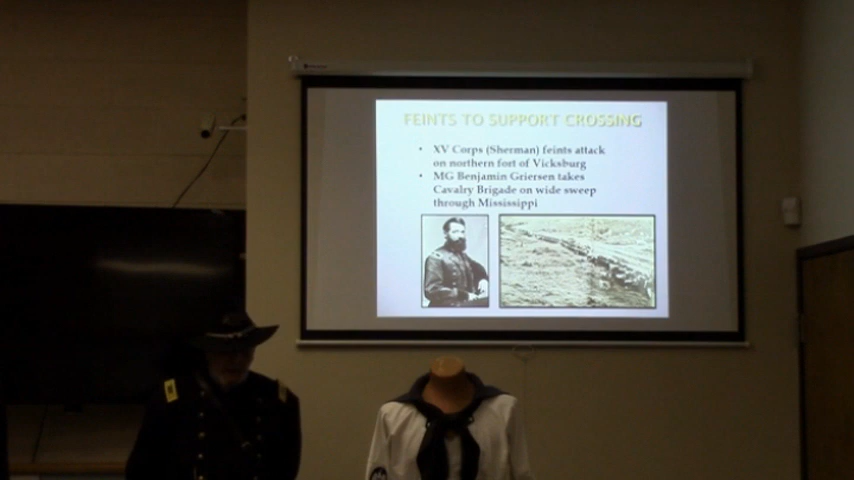 FEINTS TO SUPPORT CROSSING
• XV Corps (Sherman) feints attack
on northern fort of Vicksburg
• MG Benjamin Griersen takes
Cavalry Brigade on wide sweep
through Mississippi